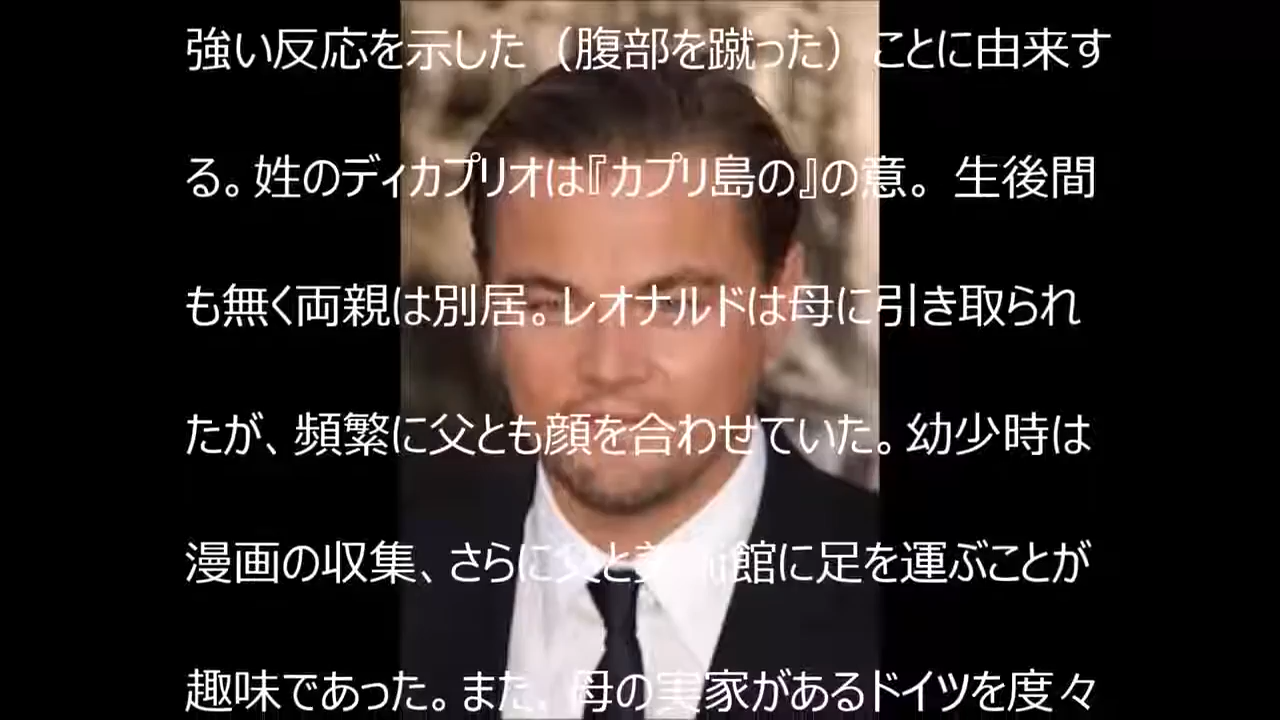 強い反応を示した（腹部を蹴った）ことに由来す
る。姓のディカプリオは『カプリ島の』の意。 生後間
も無く両親は別居。レオナルドは母に引き取られ
たが、頻繁に父とも顔を合わせていた。幼少時は
漫画の収集、さらに父と美術館に足を運ぶことが
趣味であった。また、母の実家があるドイツを度々